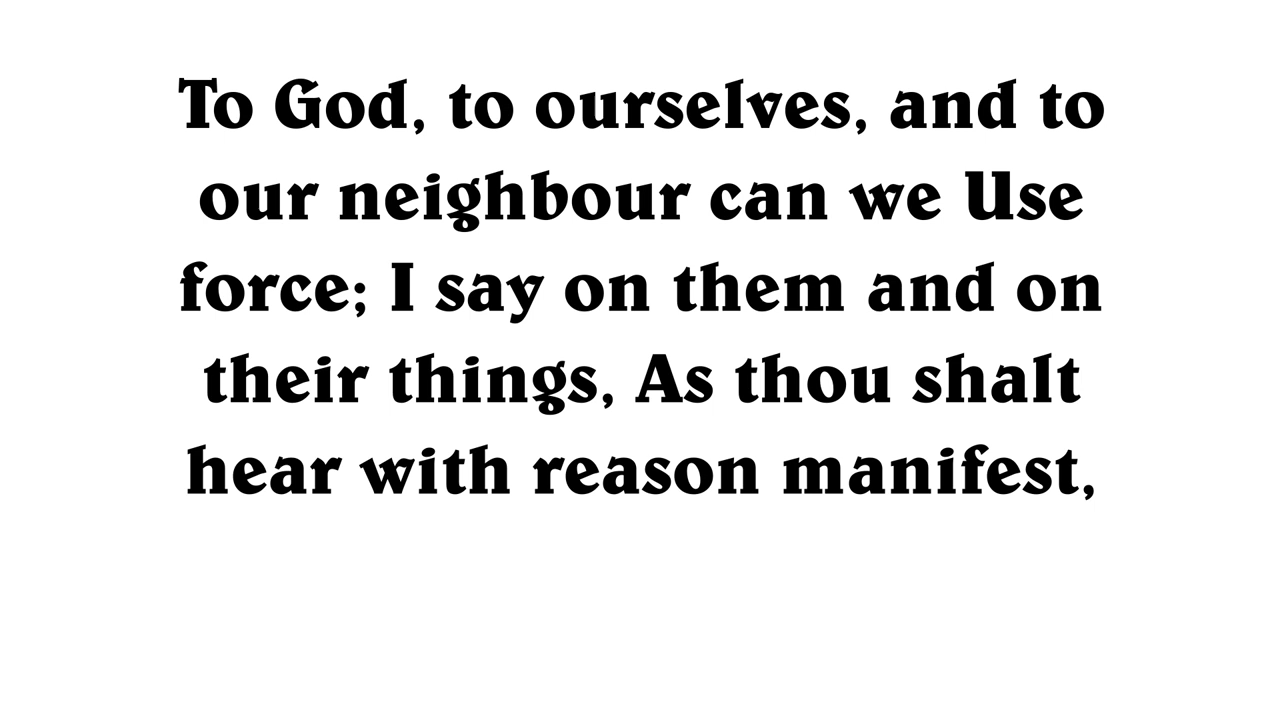 To God, to ourselves, and to
our neighbour can we Use
force; I say on them and on
their things, As thou shalt
hear with reason manifest,